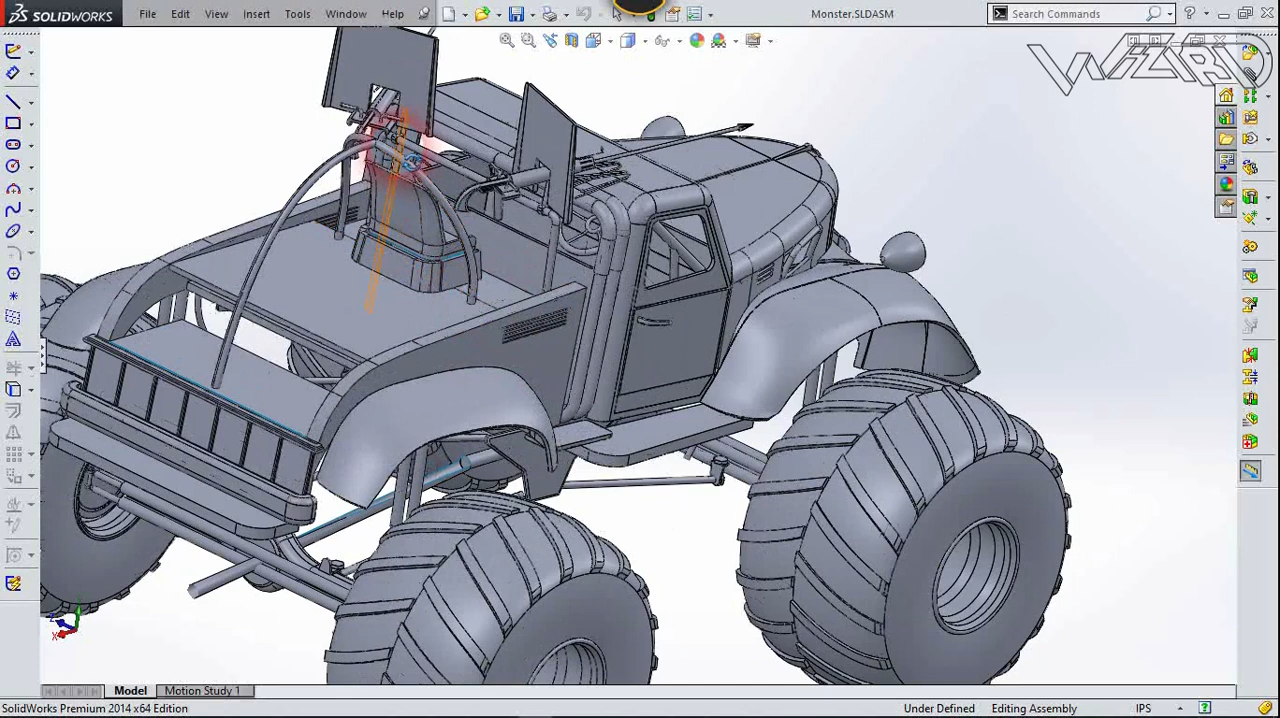 SOLIDWORKS File Edit View Insert Tools Window Help Monster.SLDASM Search Commands
WIZARD
Model Motion Study 1
SolidWorks Premium 2014 x64 Edition Under Defined Editing Assembly IPS